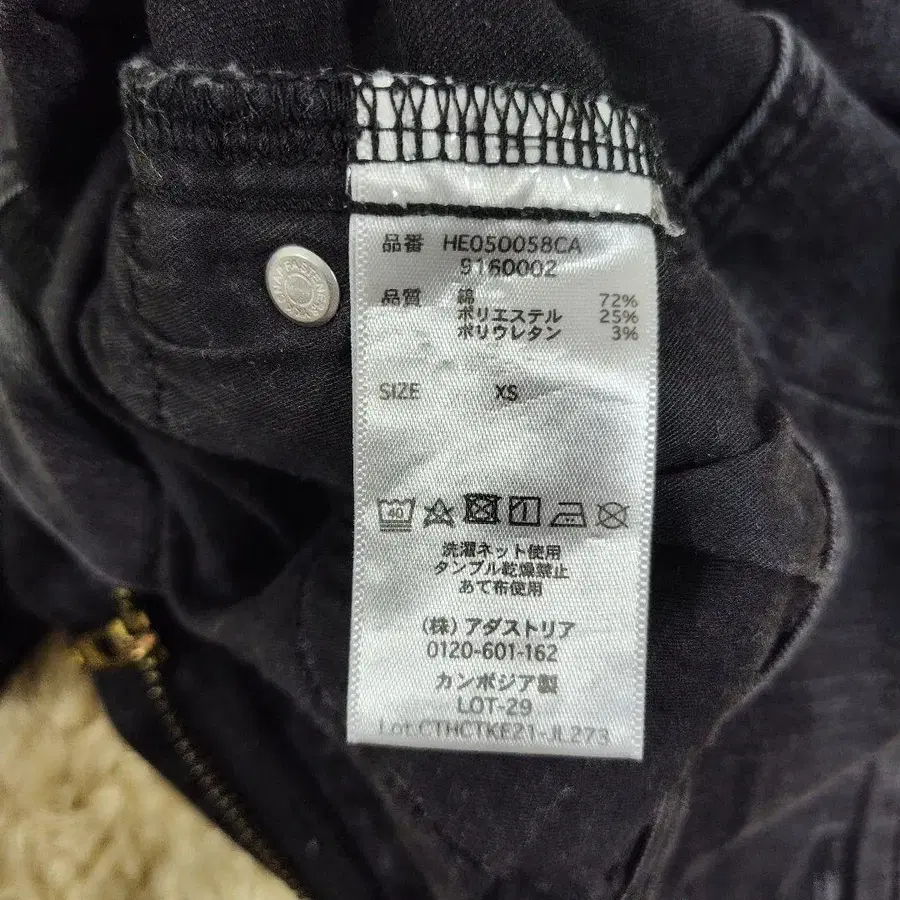 品番 HE050058CA
9160002
品質 綿 72%
ポリエステル 25%
ポリウレタン 3%
SIZE XS
40
洗濯ネット使用
タンブル乾燥禁止
あて布使用
(株)アダストリア
0120-601-162
カンボジア製
LOT-29
Lot.CTHCTKE21-JL273
FASTENER